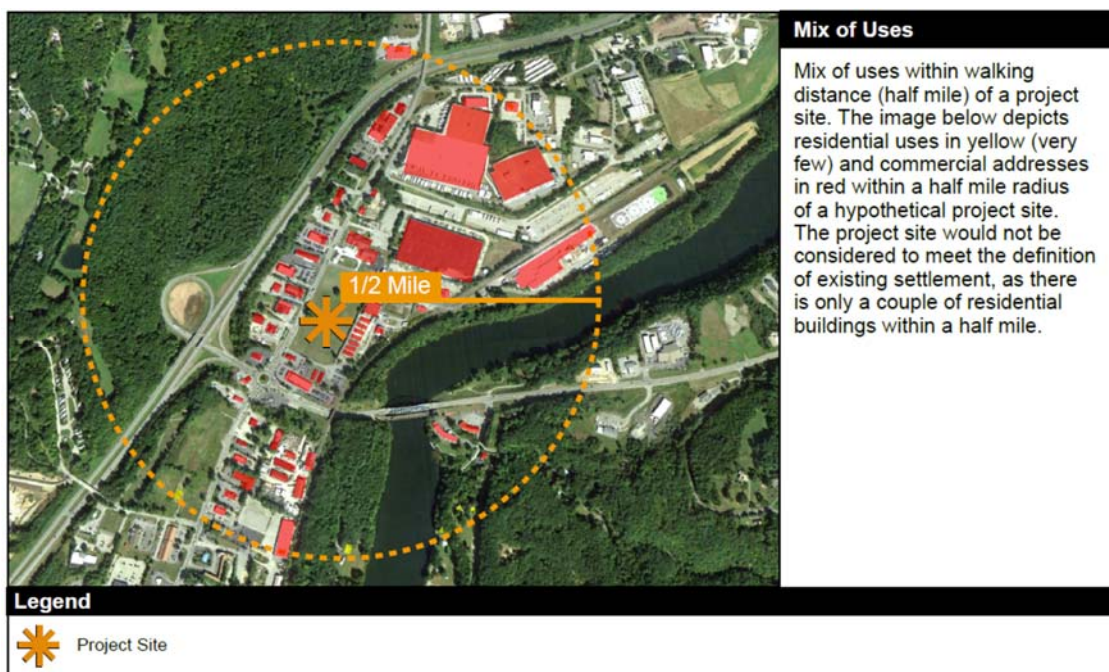 Mix of Uses
Mix of uses within walking
distance (half mile) of a project
site. The image below depicts
residential uses in yellow (very
few) and commercial addresses
in red within a half mile radius
of a hypothetical project site.
The project site would not be
considered to meet the definition
of existing settlement, as there
is only a couple of residential
buildings within a half mile.
1/2 Mile
Legend
Project Site